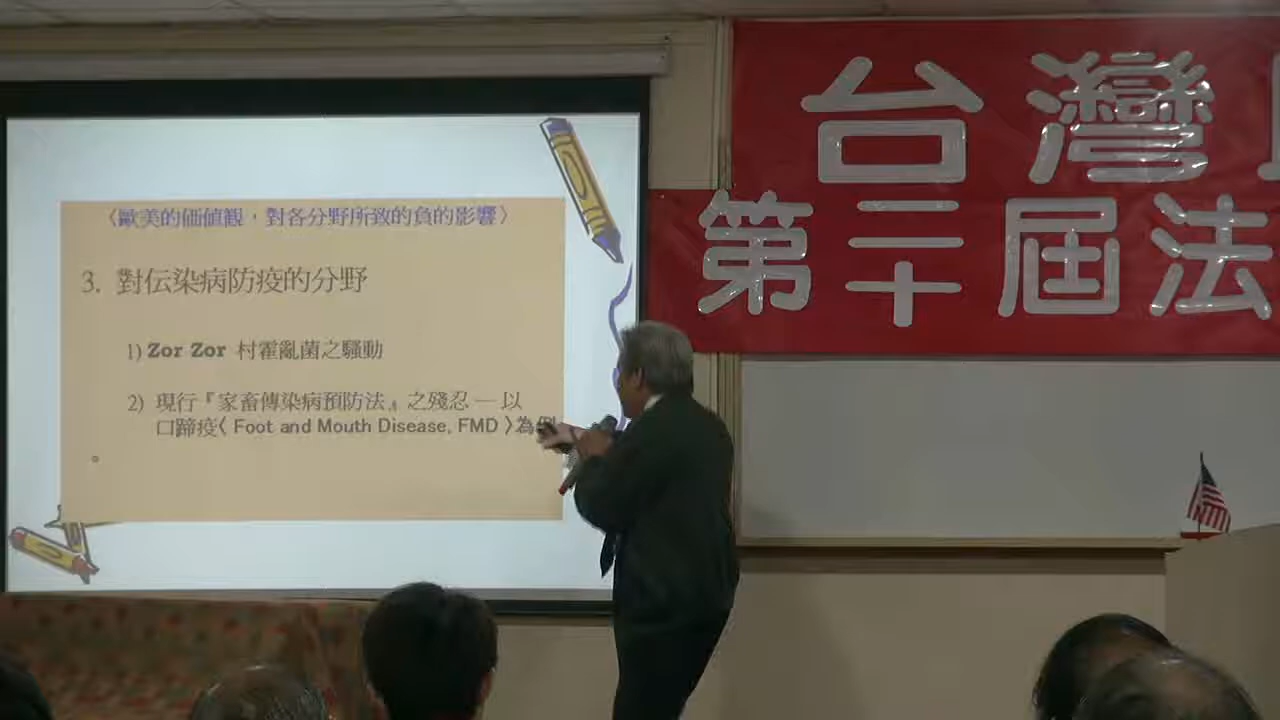 〈歐美的価値観，對各分野所致的負的影響〉
3. 對伝染病防疫的分野
1) Zor Zor 村霍亂菌之騷動
2) 現行『家畜傳染病預防法』之殘忍 — 以
口蹄疫〈 Foot and Mouth Disease, FMD 〉為例
。
台灣
第三十屆法